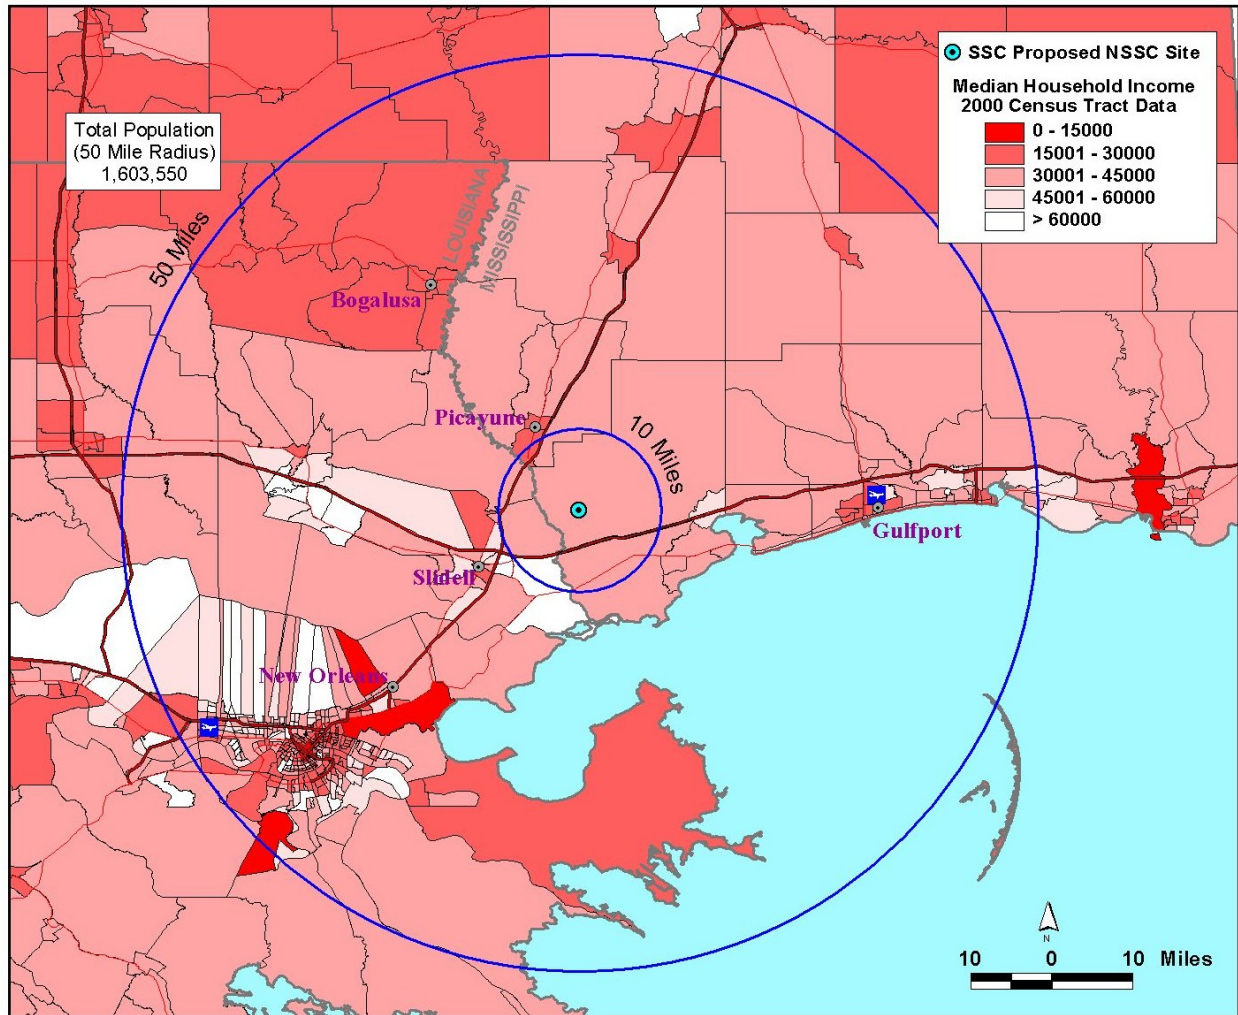 SSC Proposed NSSC Site
Median Household Income
2000 Census Tract Data
0 - 15000
15001 - 30000
30001 - 45000
45001 - 60000
> 60000
Total Population
(50 Mile Radius)
1,603,550
50 Miles
LOUISIANA
MISSISSIPPI
Bogalusa
Picayune
10 Miles
Gulfport
Slidell
New Orleans
N
10 0 10 Miles